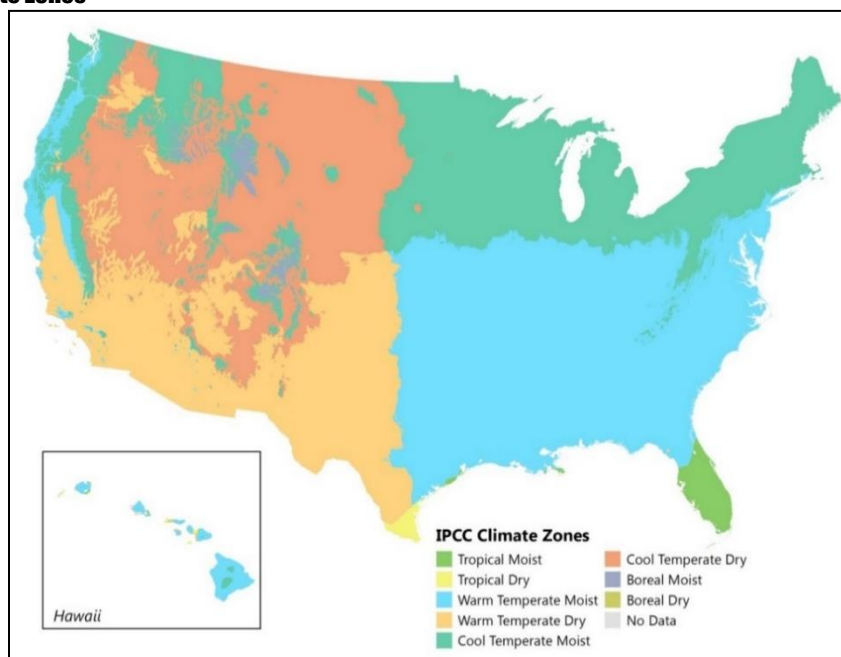 Hawaii
IPCC Climate Zones
Tropical Moist
Tropical Dry
Warm Temperate Moist
Warm Temperate Dry
Cool Temperate Moist
Cool Temperate Dry
Boreal Moist
Boreal Dry
No Data